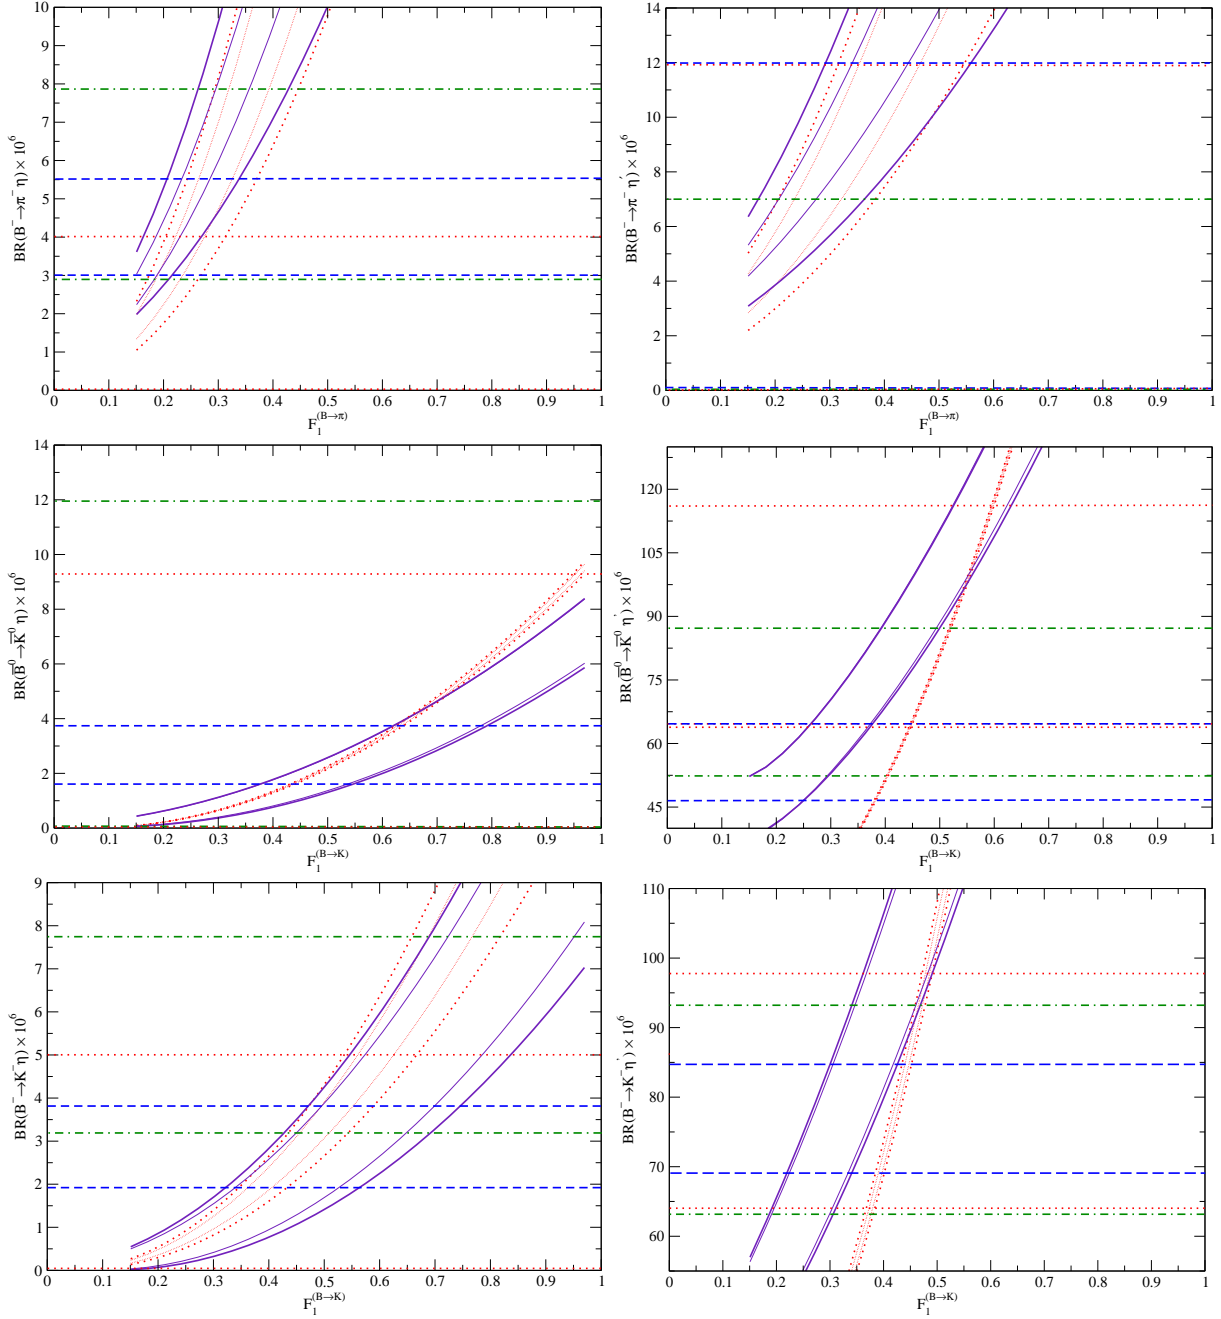 BR(B⁻→π⁻ η) × 10⁶
10
9
8
7
6
5
4
3
2
1
0
0 0.1 0.2 0.3 0.4 0.5 0.6 0.7 0.8 0.9 1
F₁^(B→π)
BR(B⁻→π⁻ η′) × 10⁶
14
12
10
8
6
4
2
0
0 0.1 0.2 0.3 0.4 0.5 0.6 0.7 0.8 0.9 1
F₁^(B→π)
BR(B̅⁰→K̅⁰ η) × 10⁶
14
12
10
8
6
4
2
0
0 0.1 0.2 0.3 0.4 0.5 0.6 0.7 0.8 0.9 1
F₁^(B→K)
BR(B̅⁰→K̅⁰ η′) × 10⁶
120
105
90
75
60
45
0 0.1 0.2 0.3 0.4 0.5 0.6 0.7 0.8 0.9 1
F₁^(B→K)
BR(B⁻→K⁻ η) × 10⁶
9
8
7
6
5
4
3
2
1
0
0 0.1 0.2 0.3 0.4 0.5 0.6 0.7 0.8 0.9 1
F₁^(B→K)
BR(B⁻→K⁻ η′) × 10⁶
110
100
90
80
70
60
0 0.1 0.2 0.3 0.4 0.5 0.6 0.7 0.8 0.9 1
F₁^(B→K)